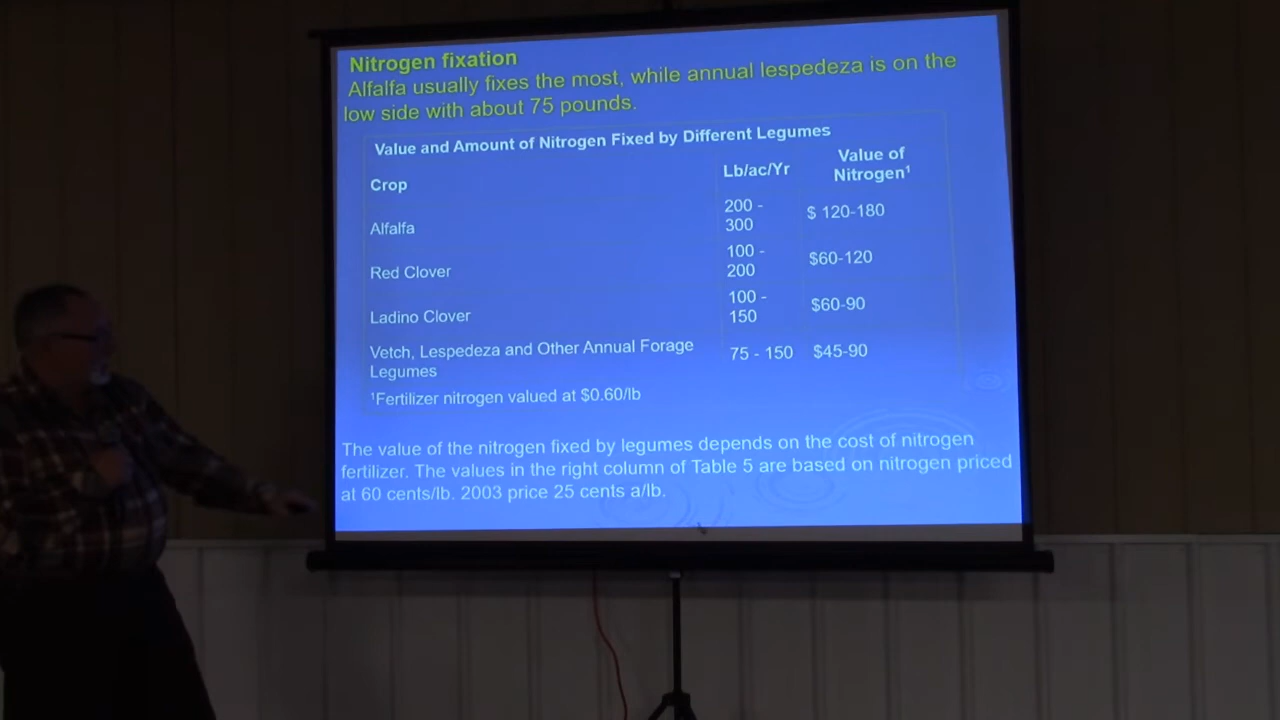 Nitrogen fixation
Alfalfa usually fixes the most, while annual lespedeza is on the
low side with about 75 pounds.
Value and Amount of Nitrogen Fixed by Different Legumes
Crop
Lb/ac/Yr
Value of
Nitrogen¹
Alfalfa
200 -
300
$ 120-180
Red Clover
100 -
200
$60-120
Ladino Clover
100 -
150
$60-90
Vetch, Lespedeza and Other Annual Forage
Legumes
75 - 150
$45-90
¹Fertilizer nitrogen valued at $0.60/lb
The value of the nitrogen fixed by legumes depends on the cost of nitrogen
fertilizer. The values in the right column of Table 5 are based on nitrogen priced
at 60 cents/lb. 2003 price 25 cents a/lb.